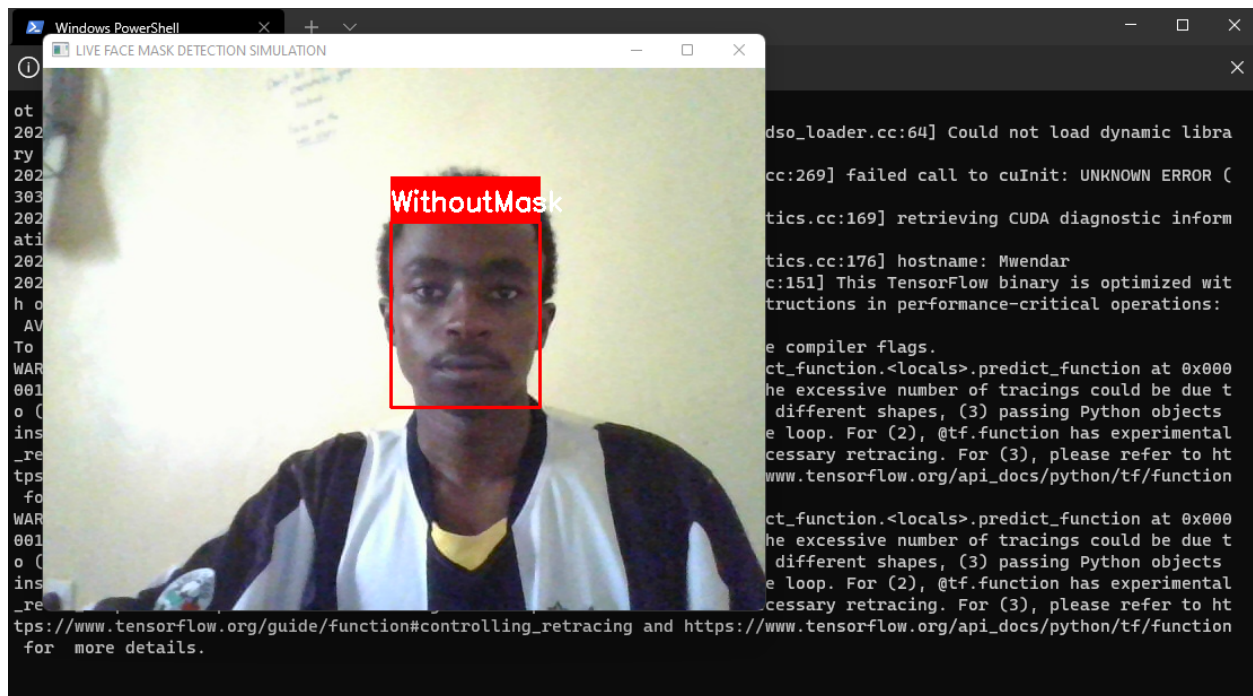 Windows PowerShell
LIVE FACE MASK DETECTION SIMULATION
WithoutMask
ot
202 dso_loader.cc:64] Could not load dynamic libra
ry
202 cc:269] failed call to cuInit: UNKNOWN ERROR (
303
202 tics.cc:169] retrieving CUDA diagnostic inform
ati
202 tics.cc:176] hostname: Mwendar
202 c:151] This TensorFlow binary is optimized wit
h o tructions in performance-critical operations:
AV
To e compiler flags.
WAR ct_function.<locals>.predict_function at 0x000
001 he excessive number of tracings could be due t
o ( different shapes, (3) passing Python objects
ins e loop. For (2), @tf.function has experimental
_re cessary retracing. For (3), please refer to ht
tps www.tensorflow.org/api_docs/python/tf/function
fo
WAR ct_function.<locals>.predict_function at 0x000
001 he excessive number of tracings could be due t
o ( different shapes, (3) passing Python objects
ins e loop. For (2), @tf.function has experimental
_re cessary retracing. For (3), please refer to ht
tps://www.tensorflow.org/guide/function#controlling_retracing and https://www.tensorflow.org/api_docs/python/tf/function
for more details.